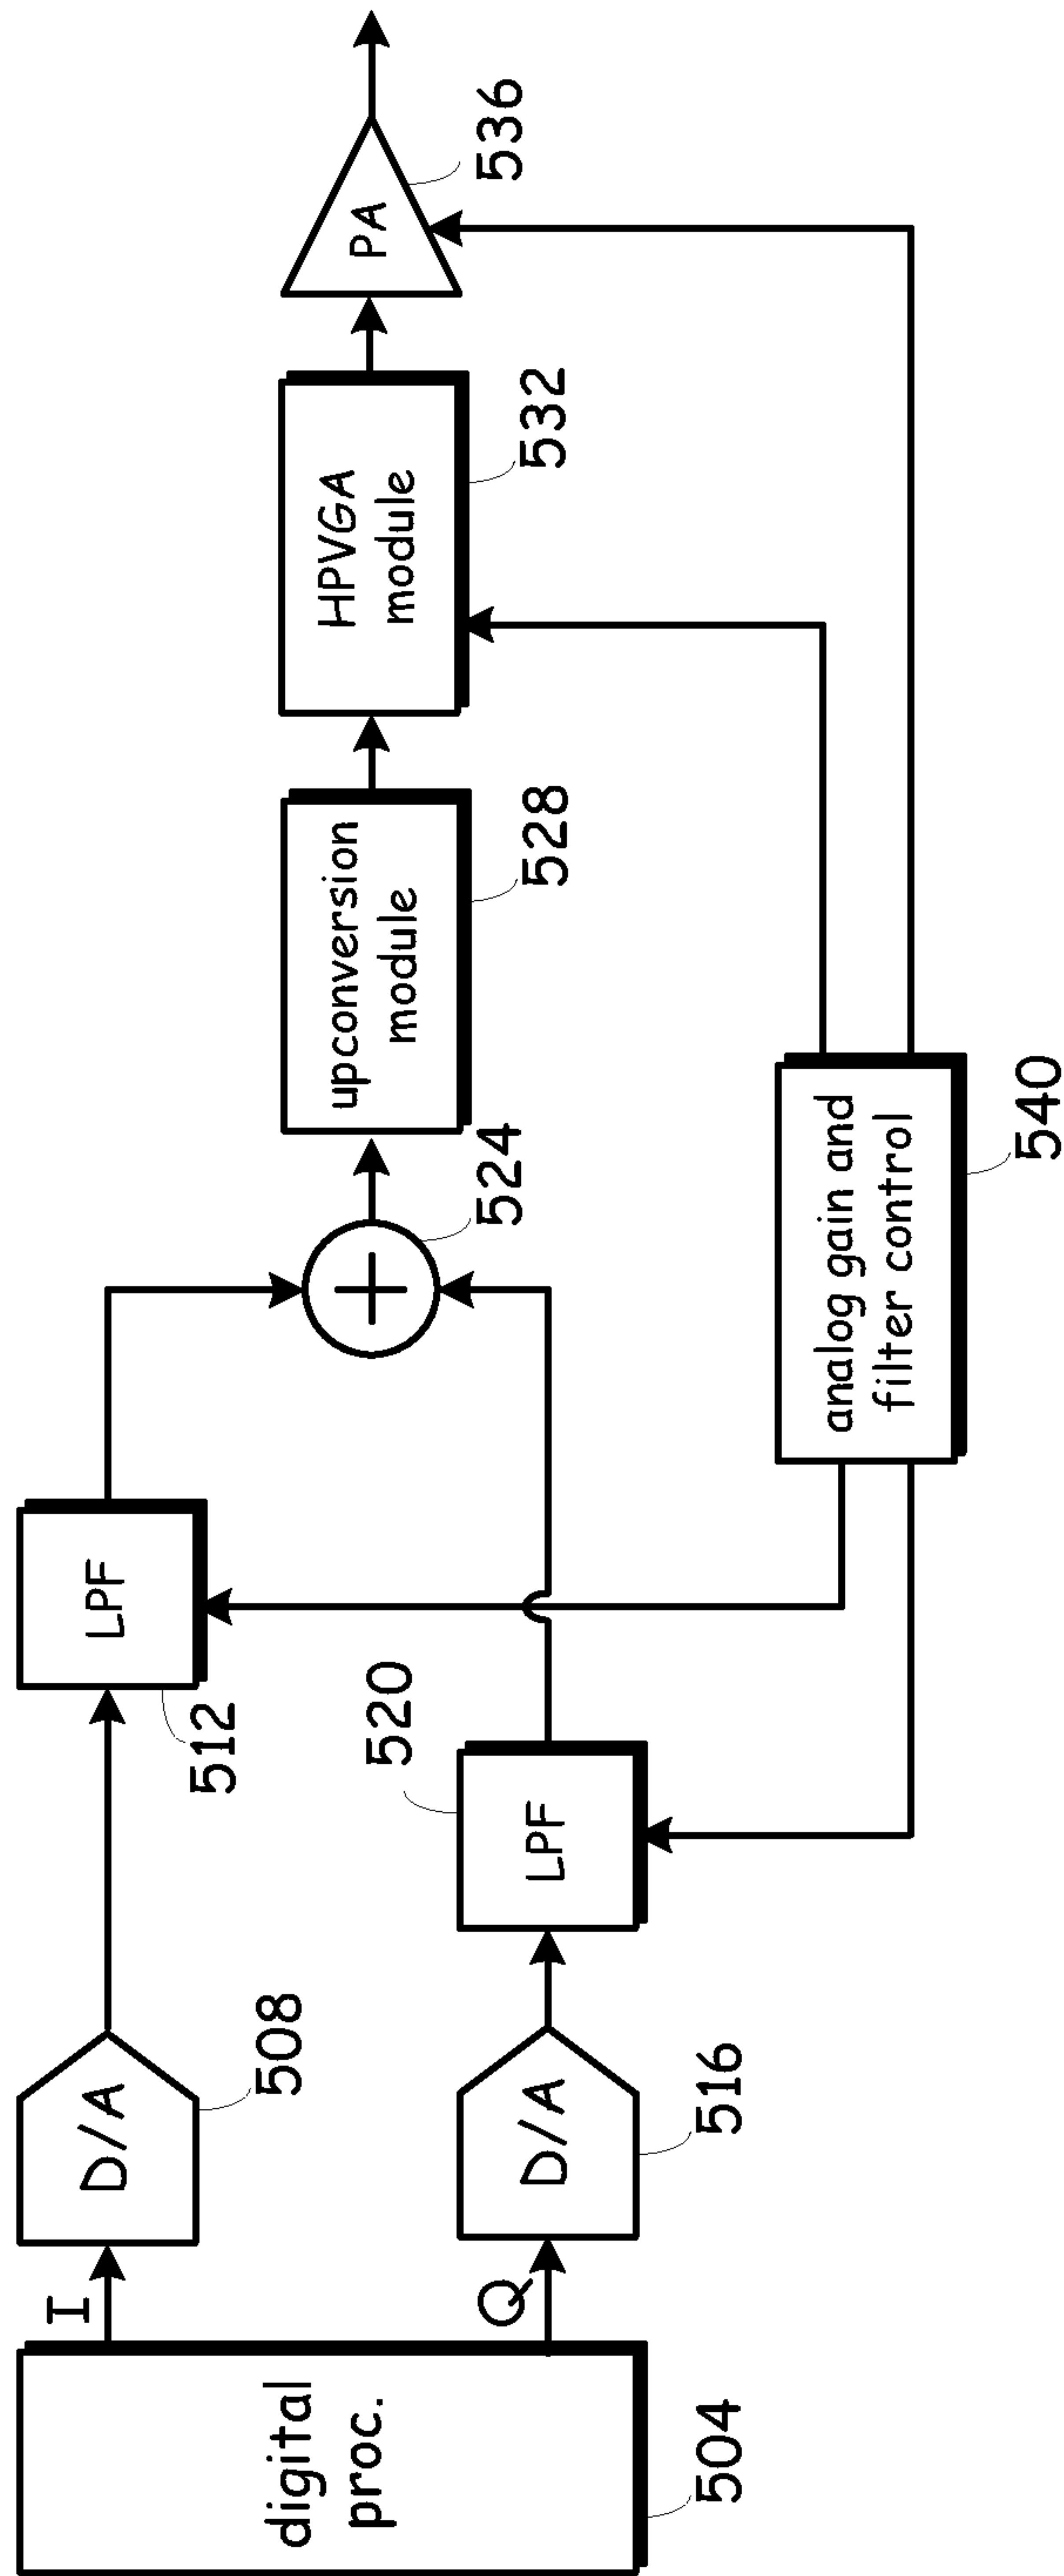 I
D/A
508
LPF
512
digital
proc.
504
Q
D/A
516
LPF
520
524
upconversion
module
528
HPVGA
module
532
PA
536
analog gain and
filter control
540